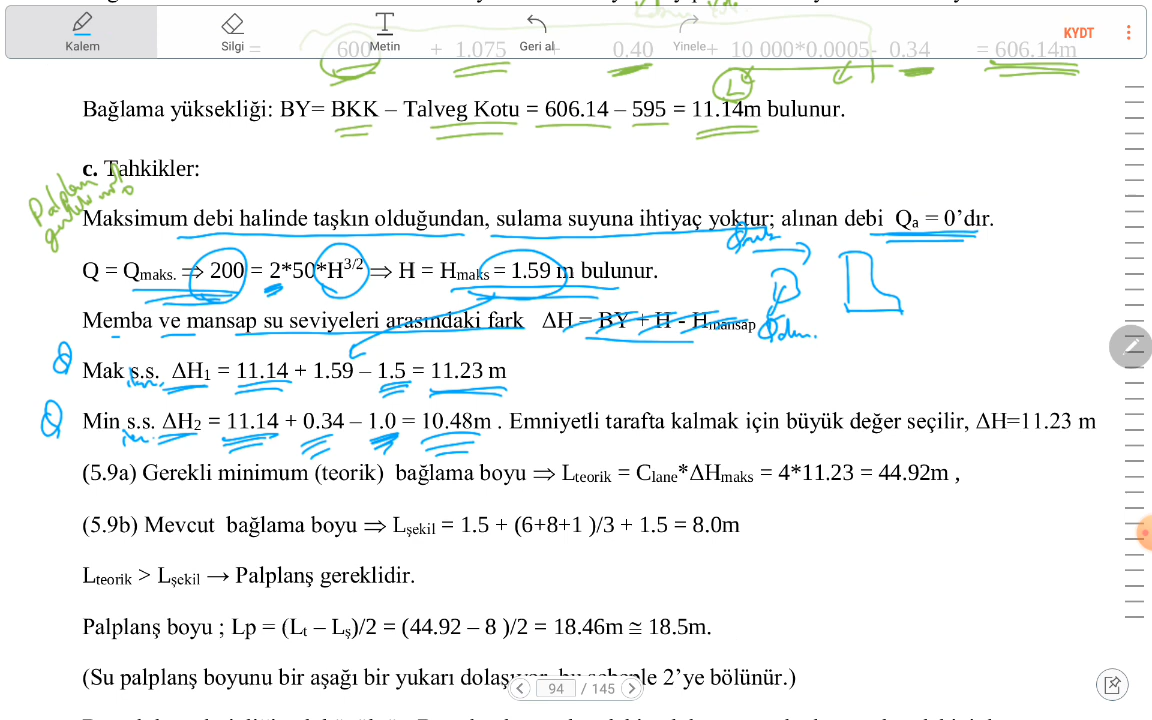 Kalem
Silgi
Metin
Geri al
Yinele
KYDT
= 600 + 1.075 0.40 + 10 000*0.0005- 0.34 = 606.14m
L
Bağlama yüksekliği: BY= BKK – Talveg Kotu = 606.14 – 595 = 11.14m bulunur.
c. Tahkikler:
Palplanş
Maksimum debi halinde taşkın olduğundan, sulama suyuna ihtiyaç yoktur; alınan debi Qa = 0’dır.
Q = Qmaks. ⇒ 200 = 2*50*H3/2 ⇒ H = Hmaks = 1.59 m bulunur.
Memba ve mansap su seviyeleri arasındaki fark ΔH = BY + H - Hmansap
Mak s.s. ΔH1 = 11.14 + 1.59 – 1.5 = 11.23 m
Min s.s. ΔH2 = 11.14 + 0.34 – 1.0 = 10.48m . Emniyetli tarafta kalmak için büyük değer seçilir, ΔH=11.23 m
(5.9a) Gerekli minimum (teorik) bağlama boyu ⇒ Lteorik = Clane*ΔHmaks = 4*11.23 = 44.92m ,
(5.9b) Mevcut bağlama boyu ⇒ Lşekil = 1.5 + (6+8+1 )/3 + 1.5 = 8.0m
Lteorik > Lşekil → Palplanş gereklidir.
Palplanş boyu ; Lp = (Lt – Lş)/2 = (44.92 – 8 )/2 = 18.46m ≅ 18.5m.
(Su palplanş boyunu bir aşağı bir yukarı 2’ye bölünür.)
94 / 145